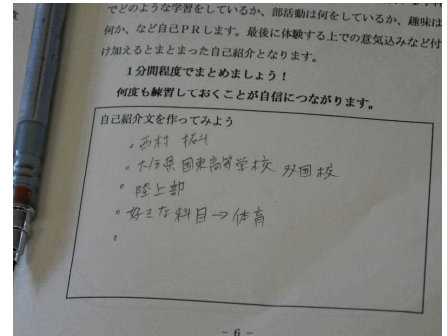 でどのような学習をしているか、部活動は何をしているか、趣味は
何か、など自己ＰＲします。最後に体験する上での意気込みなど付
け加えるとまとまった自己紹介となります。
１分間程度でまとめましょう！
何度も練習しておくことが自信につながります。
自己紹介文を作ってみよう
。西村 拓斗
。大分県国東高等学校 双国校
。陸上部
。好きな科目→体育
。
－6－